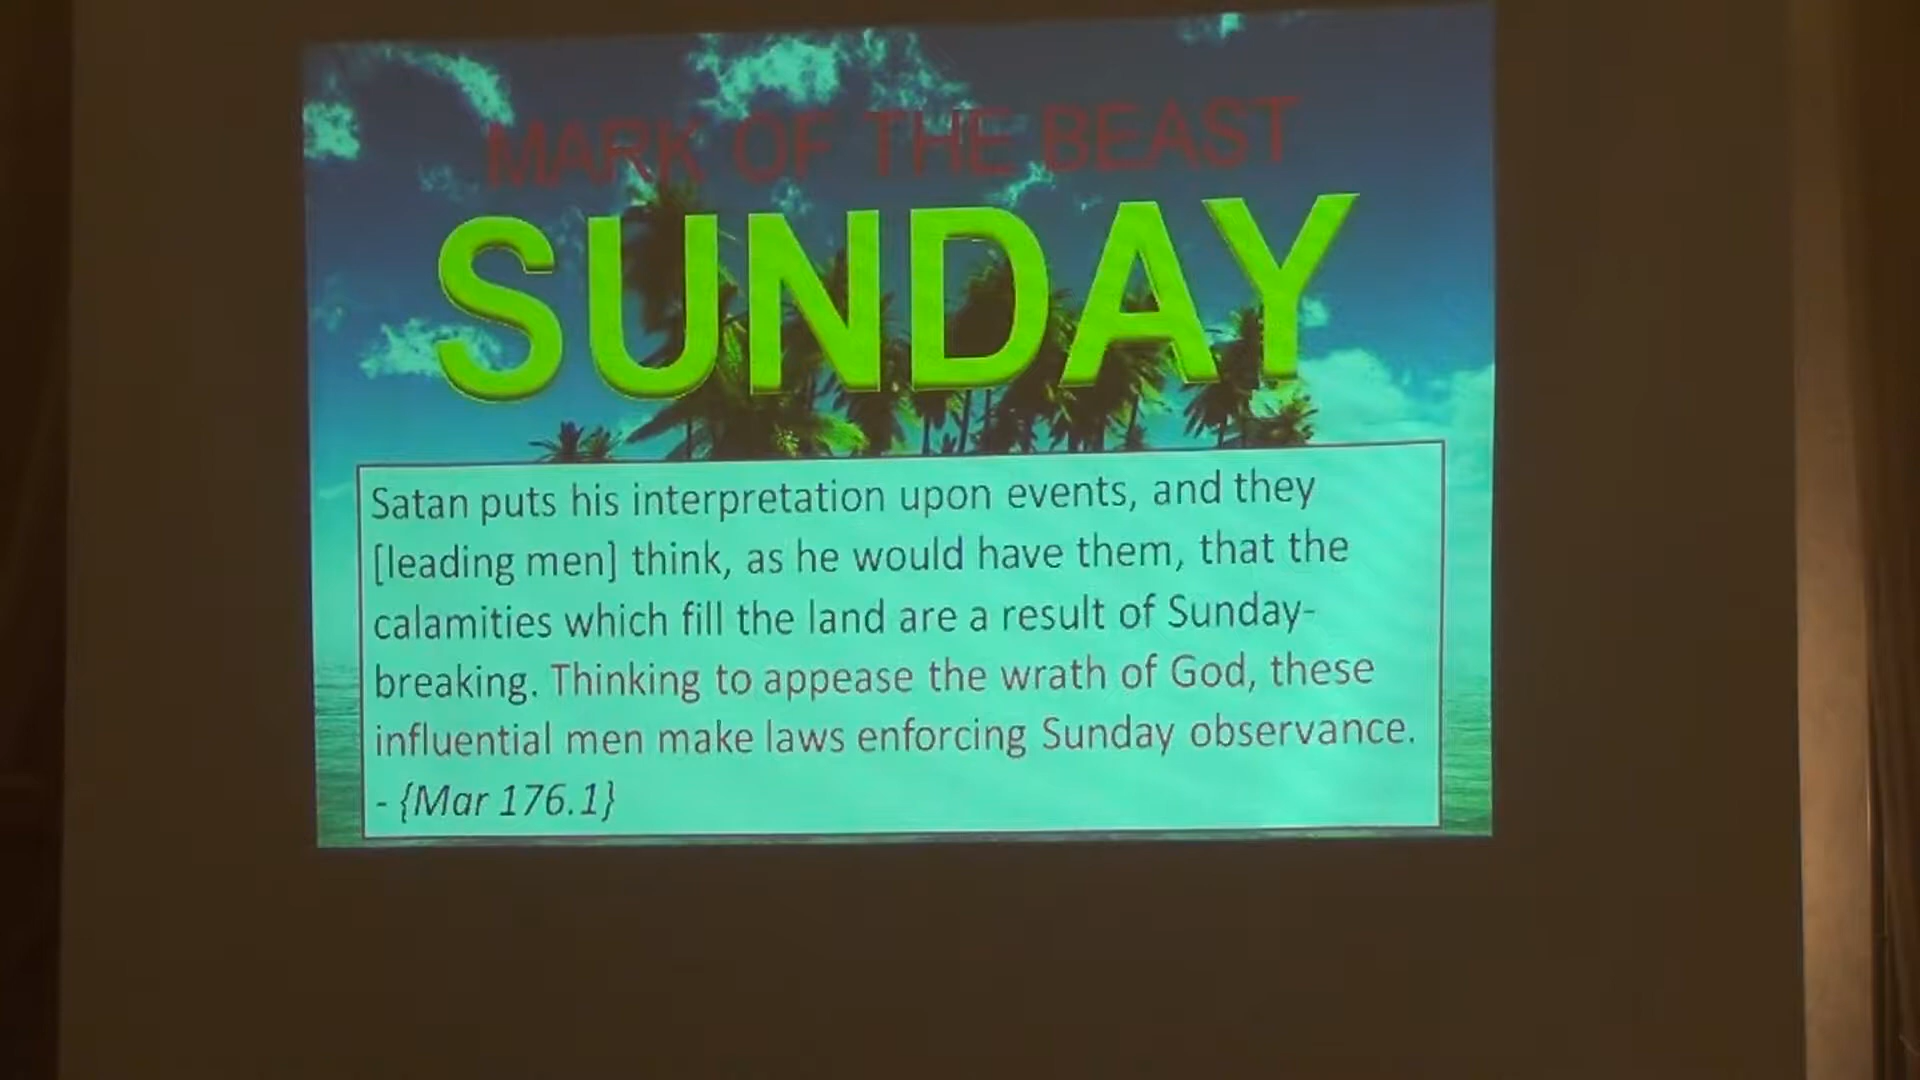 MARK OF THE BEAST
SUNDAY
Satan puts his interpretation upon events, and they
[leading men] think, as he would have them, that the
calamities which fill the land are a result of Sunday-
breaking. Thinking to appease the wrath of God, these
influential men make laws enforcing Sunday observance.
- {Mar 176.1}